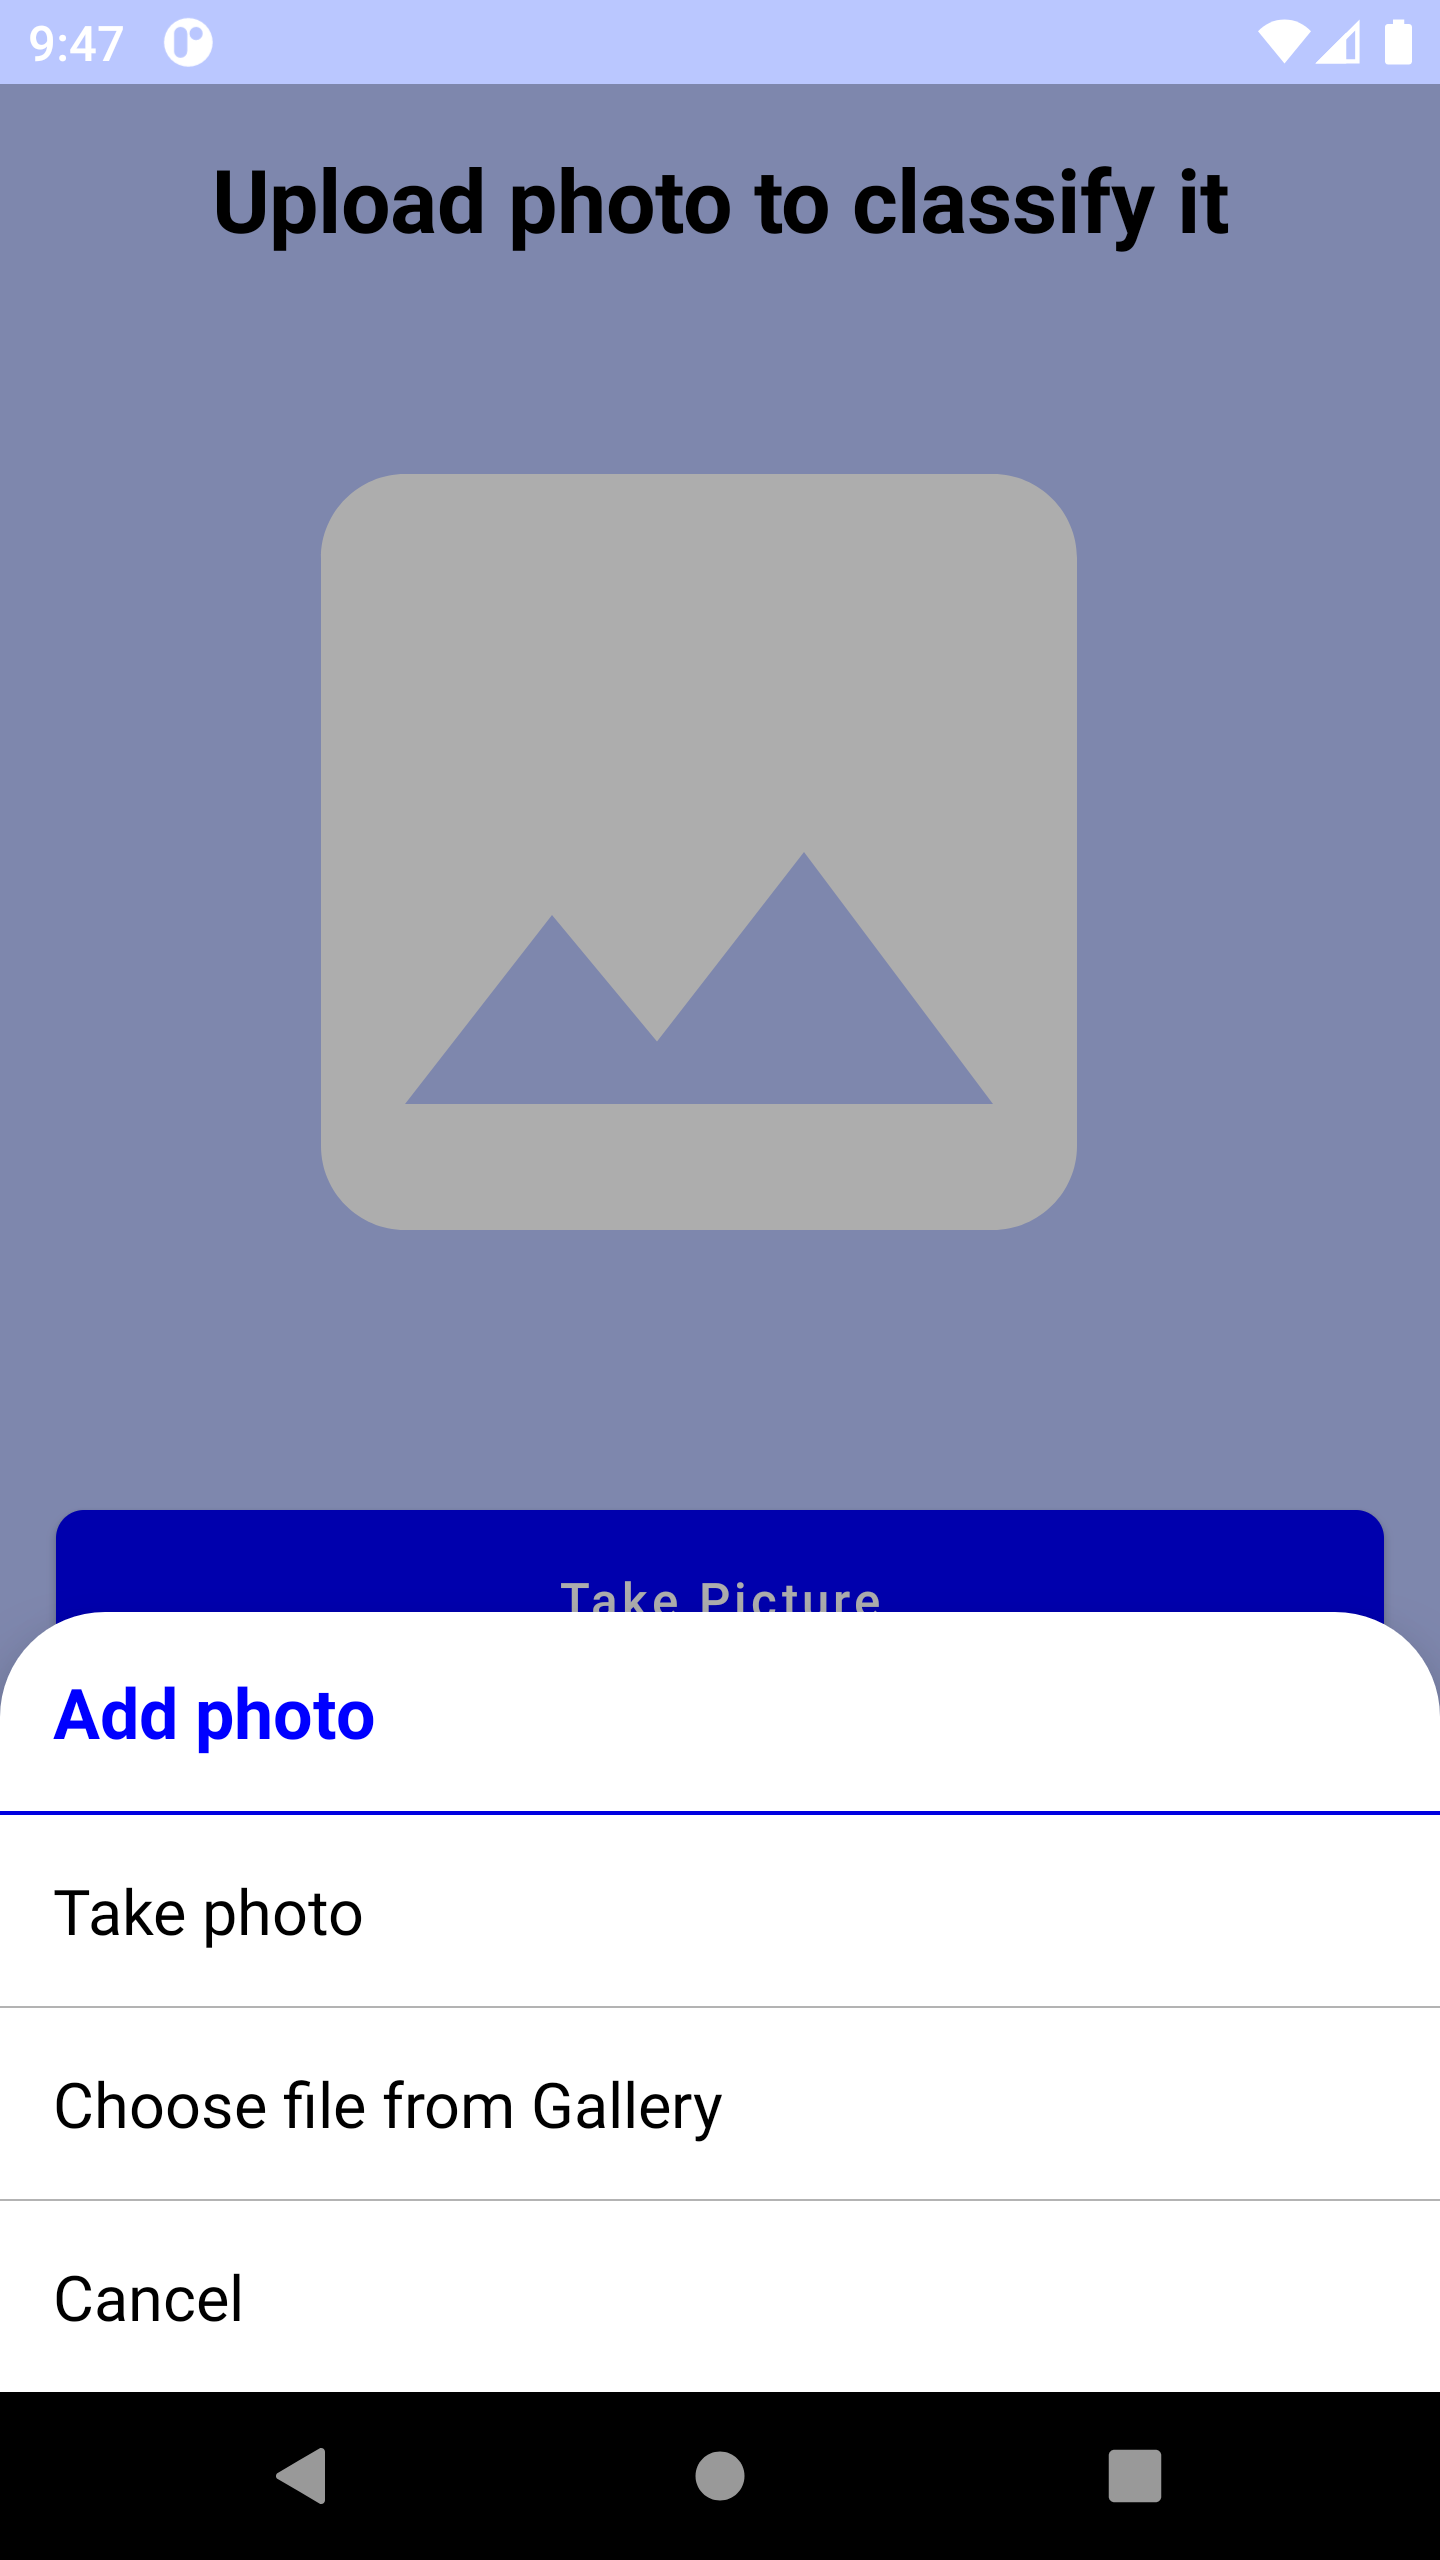 9:47
Upload photo to classify it
Take Picture
Add photo
Take photo
Choose file from Gallery
Cancel